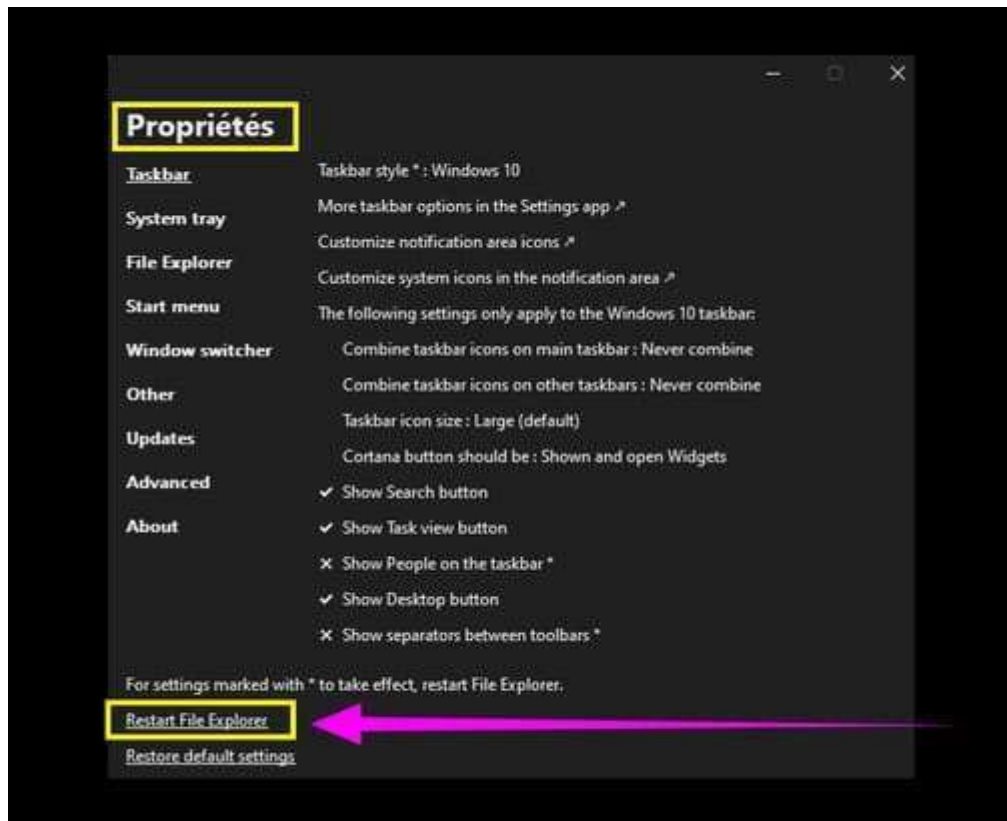 Propriétés
Taskbar
System tray
File Explorer
Start menu
Window switcher
Other
Updates
Advanced
About
Taskbar style * : Windows 10
More taskbar options in the Settings app ↗
Customize notification area icons ↗
Customize system icons in the notification area ↗
The following settings only apply to the Windows 10 taskbar:
Combine taskbar icons on main taskbar : Never combine
Combine taskbar icons on other taskbars : Never combine
Taskbar icon size : Large (default)
Cortana button should be : Shown and open Widgets
✓ Show Search button
✓ Show Task view button
✕ Show People on the taskbar *
✓ Show Desktop button
✕ Show separators between toolbars *
For settings marked with * to take effect, restart File Explorer.
Restart File Explorer
Restore default settings